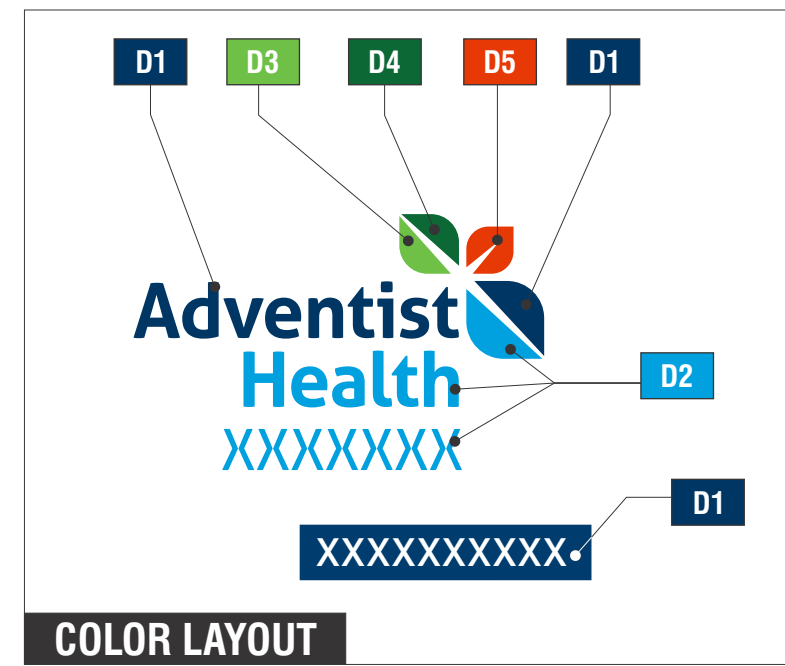 D1 D3 D4 D5 D1
Adventist
Health
D2
XXXXXXX
D1
XXXXXXXXXX
COLOR LAYOUT